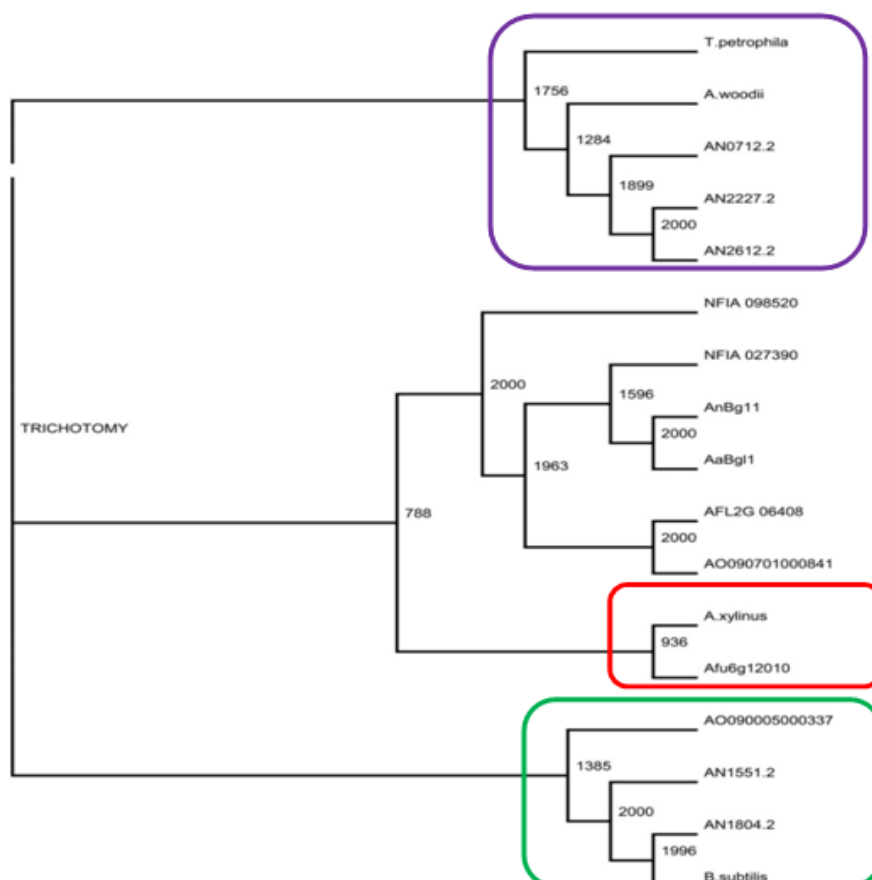 T.petrophila
1756
A.woodii
1284
AN0712.2
1899
AN2227.2
2000
AN2612.2
NFIA 098520
2000
NFIA 027390
1596
AnBg11
2000
TRICHOTOMY
AaBgl1
1963
788
AFL2G 06408
2000
AO090701000841
A.xylinus
936
Afu6g12010
AO090005000337
1385
AN1551.2
2000
AN1804.2
1996
B.subtilis